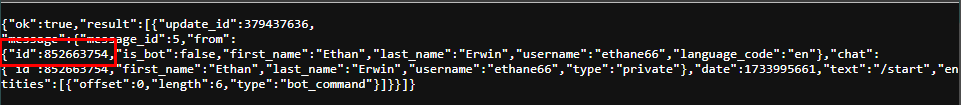 {"ok":true,"result":[{"update_id":379437636,
"message":{"message_id":5,"from":
{"id":852663754,"is_bot":false,"first_name":"Ethan","last_name":"Erwin","username":"ethane66","language_code":"en"},"chat":
{"id":852663754,"first_name":"Ethan","last_name":"Erwin","username":"ethane66","type":"private"},"date":1733995661,"text":"/start","en
tities":[{"offset":0,"length":6,"type":"bot_command"}]}}]}